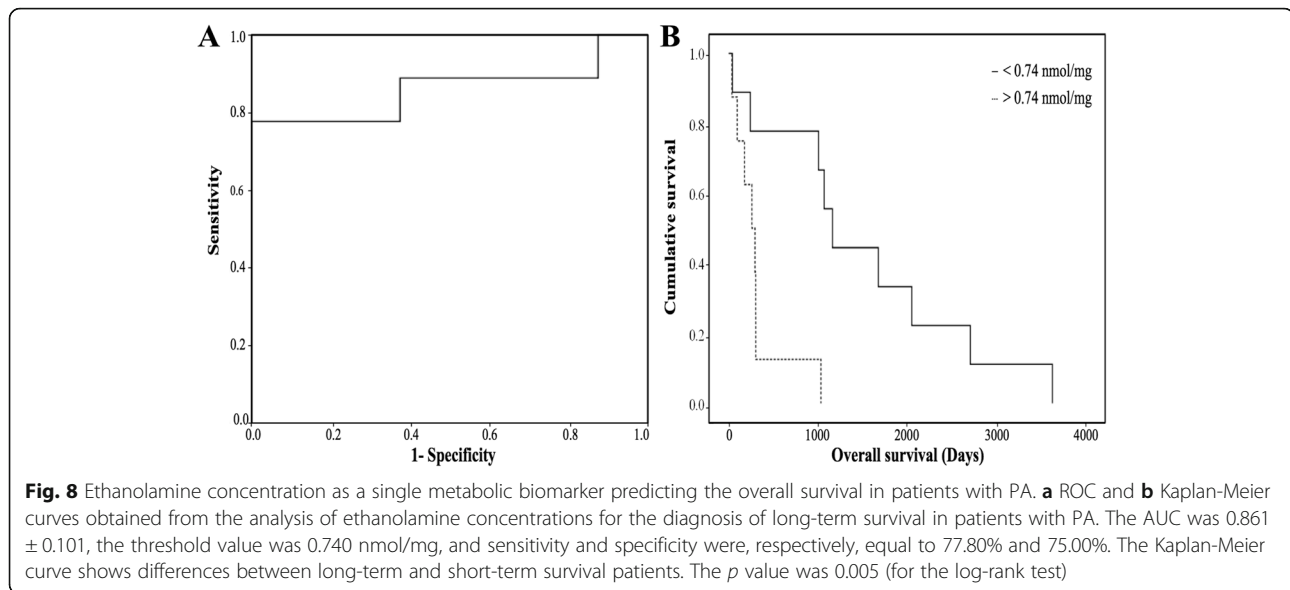 A
1.0
0.8
0.6
0.4
0.2
0.0
Sensitivity
0.0 0.2 0.4 0.6 0.8 1.0
1- Specificity
B
1.0
0.8
0.6
0.4
0.2
0.0
Cumulative survival
– < 0.74 nmol/mg
--- > 0.74 nmol/mg
0 1000 2000 3000 4000
Overall survival (Days)
Fig. 8 Ethanolamine concentration as a single metabolic biomarker predicting the overall survival in patients with PA. a ROC and b Kaplan-Meier
curves obtained from the analysis of ethanolamine concentrations for the diagnosis of long-term survival in patients with PA. The AUC was 0.861
± 0.101, the threshold value was 0.740 nmol/mg, and sensitivity and specificity were, respectively, equal to 77.80% and 75.00%. The Kaplan-Meier
curve shows differences between long-term and short-term survival patients. The p value was 0.005 (for the log-rank test)